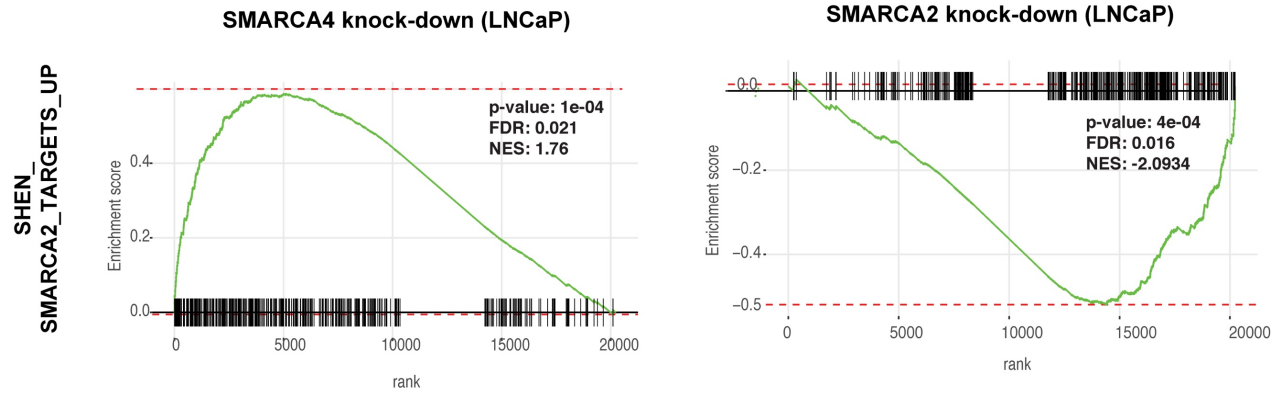 SMARCA4 knock-down (LNCaP)
SHEN_
SMARCA2_TARGETS_UP
Enrichment score
0.4
0.2
0.0
p-value: 1e-04
FDR: 0.021
NES: 1.76
0 5000 10000 15000 20000
rank
SMARCA2 knock-down (LNCaP)
Enrichment score
0.0
−0.2
−0.4
−0.5
p-value: 4e-04
FDR: 0.016
NES: -2.0934
0 5000 10000 15000 20000
rank